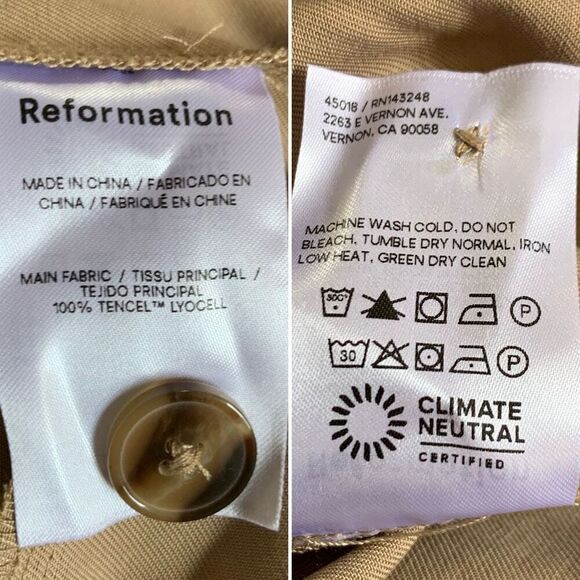 Reformation
MADE IN CHINA / FABRICADO EN
CHINA / FABRIQUÉ EN CHINE
MAIN FABRIC / TISSU PRINCIPAL /
TEJIDO PRINCIPAL
100% TENCEL™ LYOCELL
45018 / RN143248
2263 E VERNON AVE.
VERNON, CA 90058
MACHINE WASH COLD, DO NOT
BLEACH, TUMBLE DRY NORMAL, IRON
LOW HEAT, GREEN DRY CLEAN
30C° P
30 P
CLIMATE
NEUTRAL
CERTIFIED